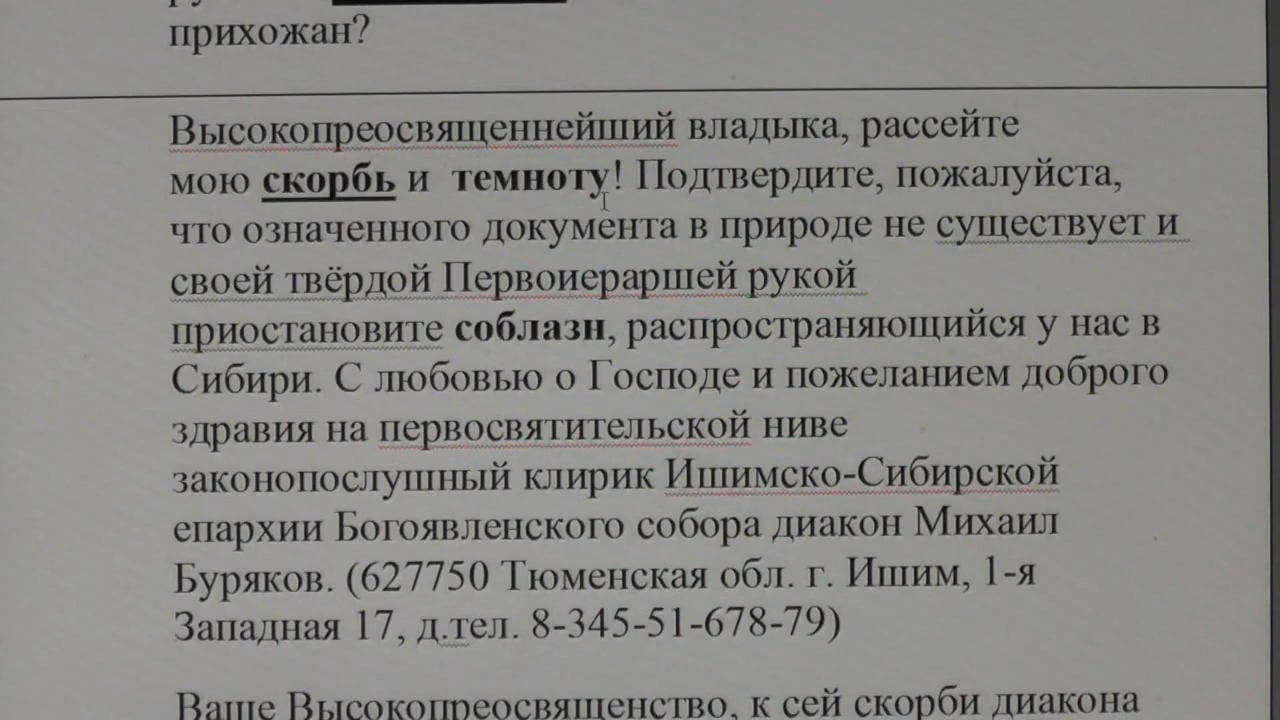 прихожан?
Высокопреосвященнейший владыка, рассейте
мою скорбь и темноту! Подтвердите, пожалуйста,
что означенного документа в природе не существует и
своей твёрдой Первоиераршей рукой
приостановите соблазн, распространяющийся у нас в
Сибири. С любовью о Господе и пожеланием доброго
здравия на первосвятительской ниве
законопослушный клирик Ишимско-Сибирской
епархии Богоявленского собора диакон Михаил
Буряков. (627750 Тюменская обл. г. Ишим, 1-я
Западная 17, д.тел. 8-345-51-678-79)
Ваше Высокопреосвященство, к сей скорби диакона